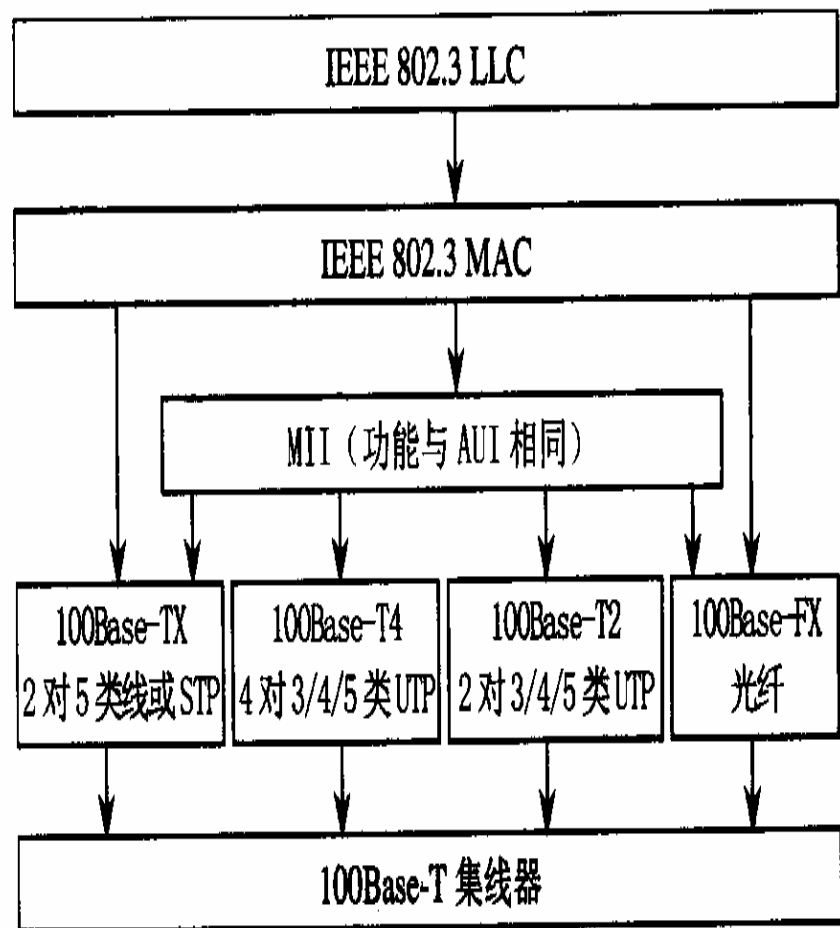 IEEE 802.3 LLC
IEEE 802.3 MAC
MII（功能与 AUI 相同）
100Base-TX
2 对 5 类线或 STP
100Base-T4
4 对 3/4/5 类 UTP
100Base-T2
2 对 3/4/5 类 UTP
100Base-FX
光纤
100Base-T 集线器